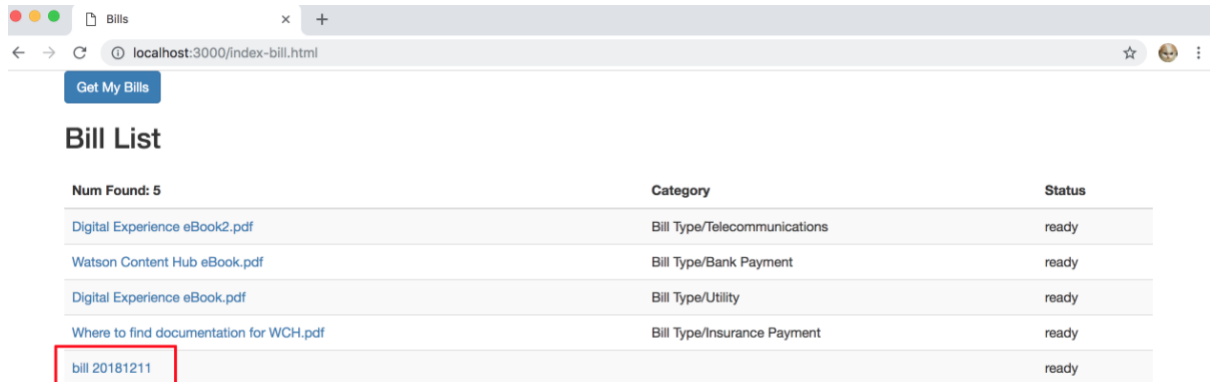 Bills
localhost:3000/index-bill.html
Get My Bills
Bill List
Num Found: 5 Category Status
Digital Experience eBook2.pdf Bill Type/Telecommunications ready
Watson Content Hub eBook.pdf Bill Type/Bank Payment ready
Digital Experience eBook.pdf Bill Type/Utility ready
Where to find documentation for WCH.pdf Bill Type/Insurance Payment ready
bill 20181211 ready